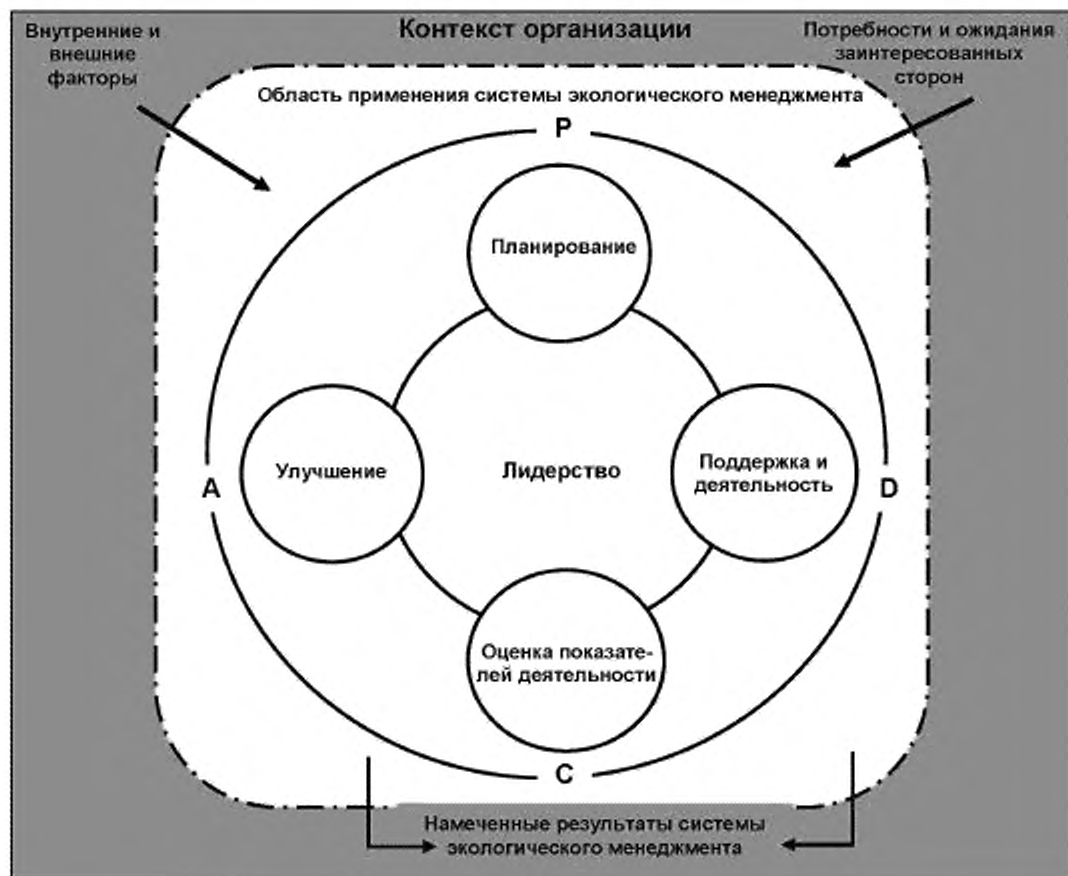 Контекст организации
Внутренние и
внешние
факторы
Потребности и ожидания
заинтересованных
сторон
Область применения системы экологического менеджмента
P
Планирование
Улучшение
Лидерство
Поддержка и
деятельность
A
D
Оценка показате-
лей деятельности
C
Намеченные результаты системы
экологического менеджмента